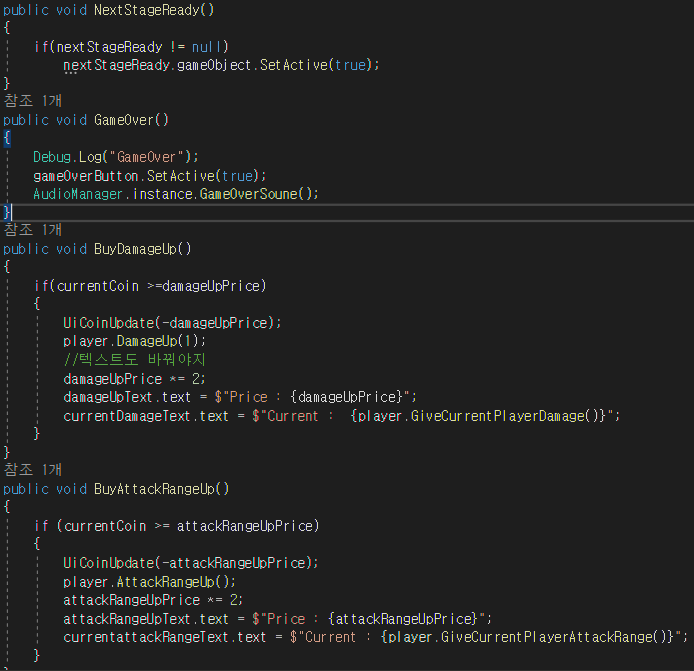 public void NextStageReady()
{
if(nextStageReady != null)
nextStageReady.gameObject.SetActive(true);
}
참조 1개
public void GameOver()
{
Debug.Log("GameOver");
gameOverButton.SetActive(true);
AudioManager.instance.GameOverSoune();
}
참조 1개
public void BuyDamageUp()
{
if(currentCoin >=damageUpPrice)
{
UiCoinUpdate(-damageUpPrice);
player.DamageUp(1);
//텍스트도 바꿔야지
damageUpPrice *= 2;
damageUpText.text = $"Price : {damageUpPrice}";
currentDamageText.text = $"Current :  {player.GiveCurrentPlayerDamage()}";
}
}
참조 1개
public void BuyAttackRangeUp()
{
if (currentCoin >= attackRangeUpPrice)
{
UiCoinUpdate(-attackRangeUpPrice);
player.AttackRangeUp();
attackRangeUpPrice *= 2;
attackRangeUpText.text = $"Price : {attackRangeUpPrice}";
currentattackRangeText.text = $"Current : {player.GiveCurrentPlayerAttackRange()}";
}